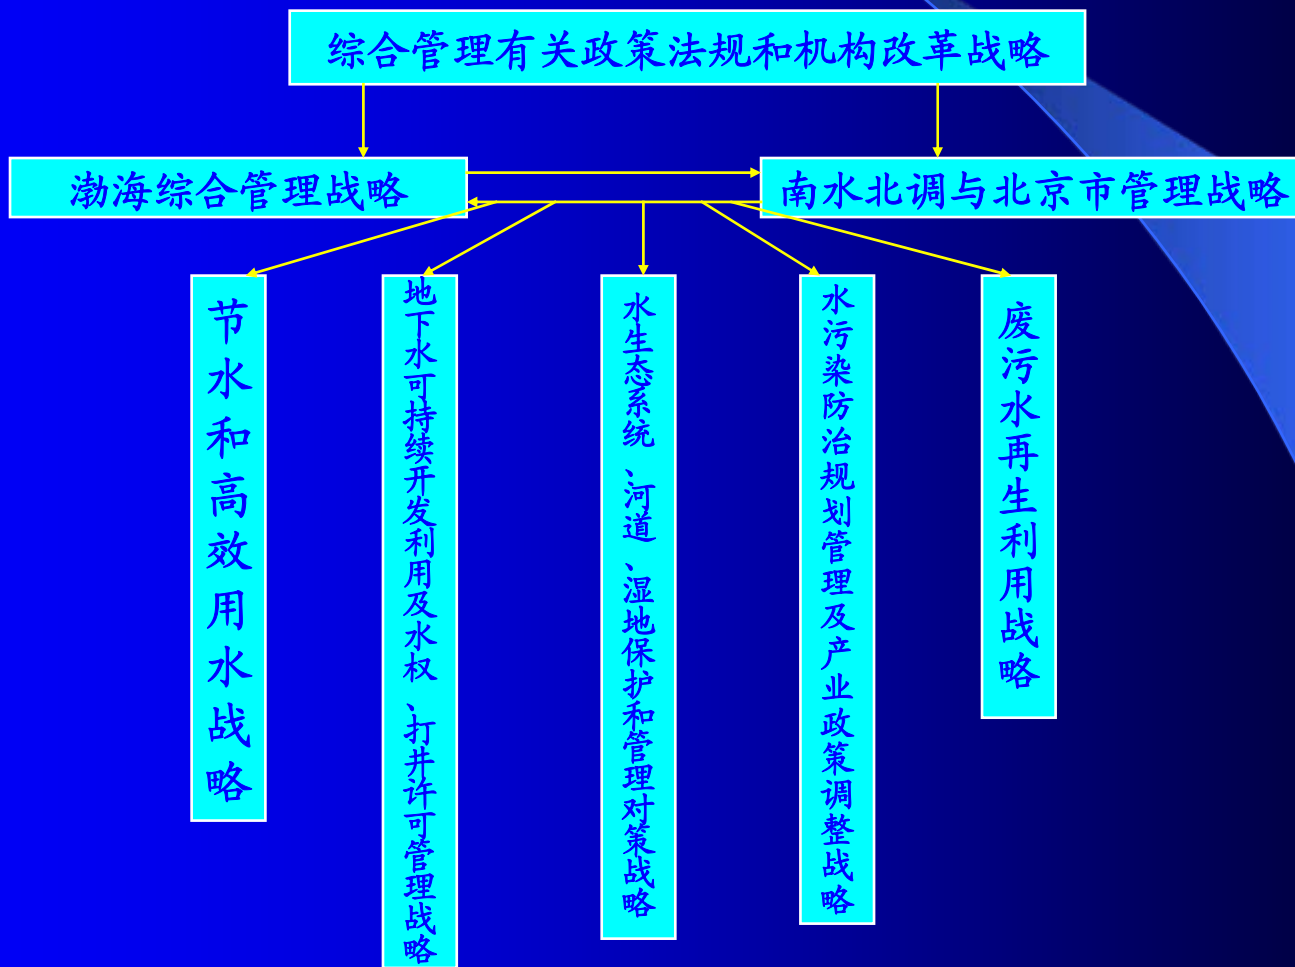 综合管理有关政策法规和机构改革战略
渤海综合管理战略
南水北调与北京市管理战略
节水和高效用水战略
地下水可持续开发利用及水权、打井许可管理战略
水生态系统、河道、湿地保护和管理对策战略
水污染防治规划管理及产业政策调整战略
废污水再生利用战略